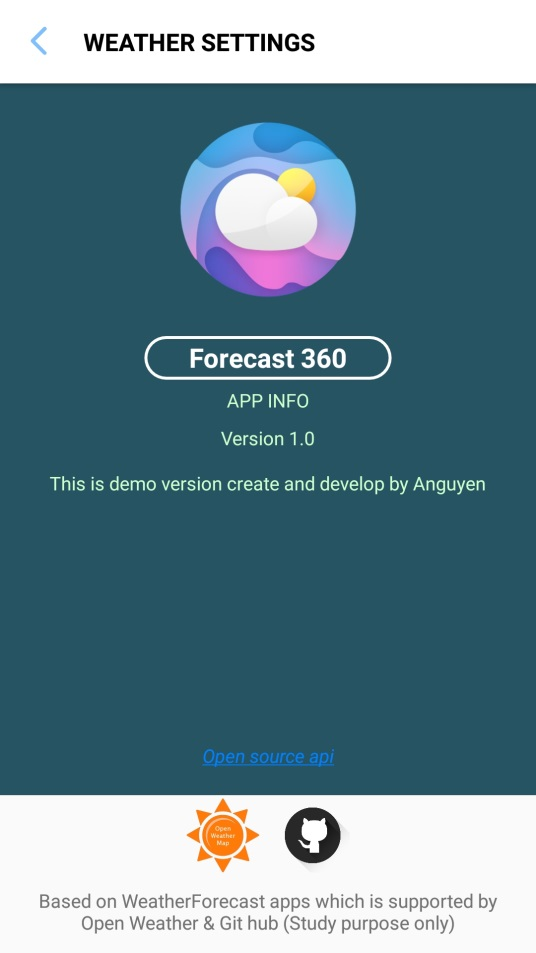 WEATHER SETTINGS
Forecast 360
APP INFO
Version 1.0
This is demo version create and develop by Anguyen
Open source api
Open
Weather
Map
Based on WeatherForecast apps which is supported by
Open Weather & Git hub (Study purpose only)